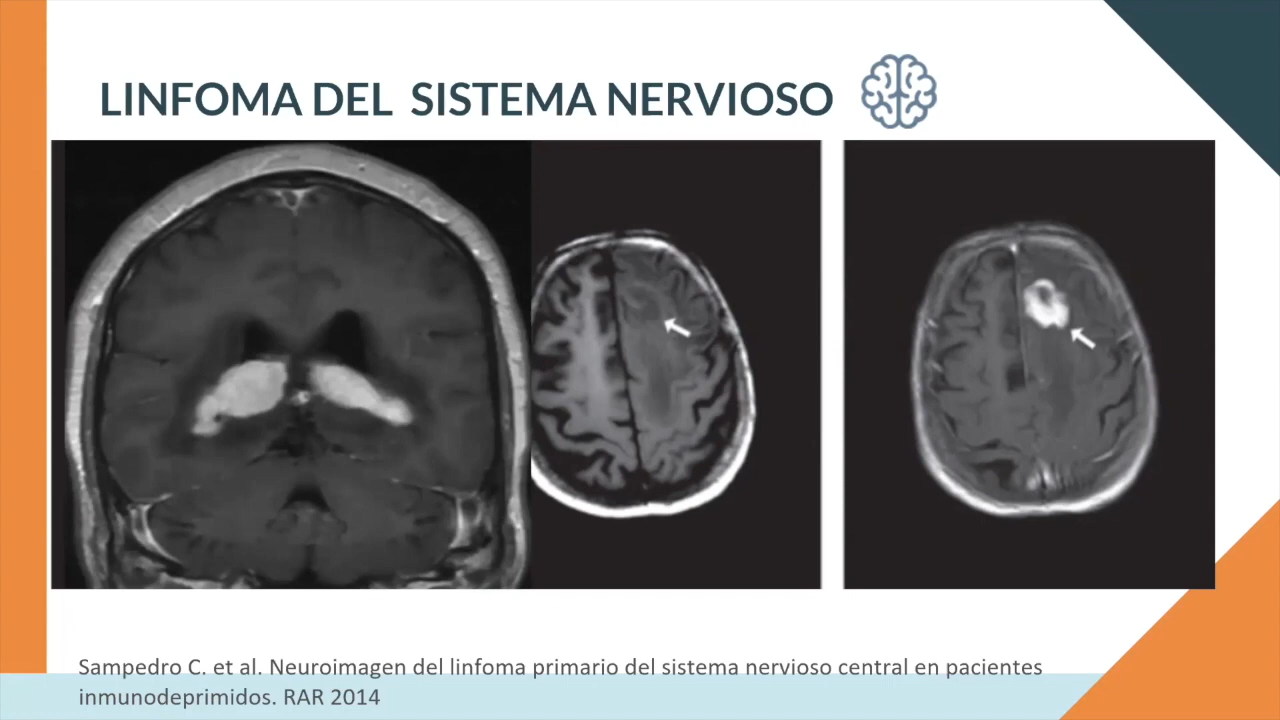 LINFOMA DEL SISTEMA NERVIOSO
Sampedro C. et al. Neuroimagen del linfoma primario del sistema nervioso central en pacientes
inmunodeprimidos. RAR 2014